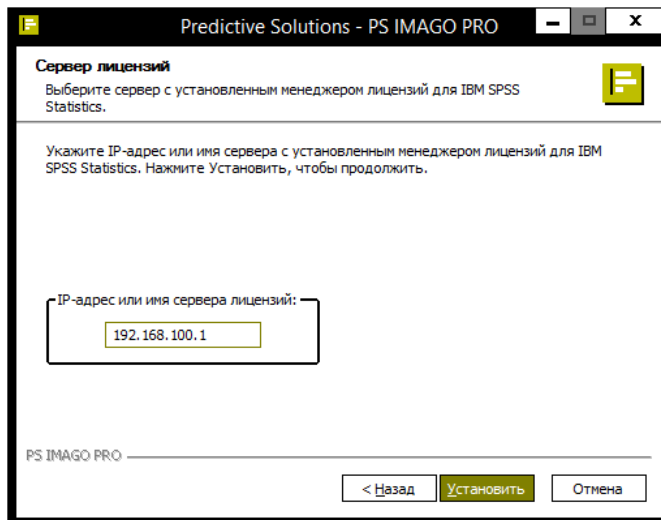 Predictive Solutions - PS IMAGO PRO
Сервер лицензий
Выберите сервер с установленным менеджером лицензий для IBM SPSS
Statistics.
Укажите IP-адрес или имя сервера с установленным менеджером лицензий для IBM
SPSS Statistics. Нажмите Установить, чтобы продолжить.
IP-адрес или имя сервера лицензий:
192.168.100.1
PS IMAGO PRO
< Назад Установить Отмена